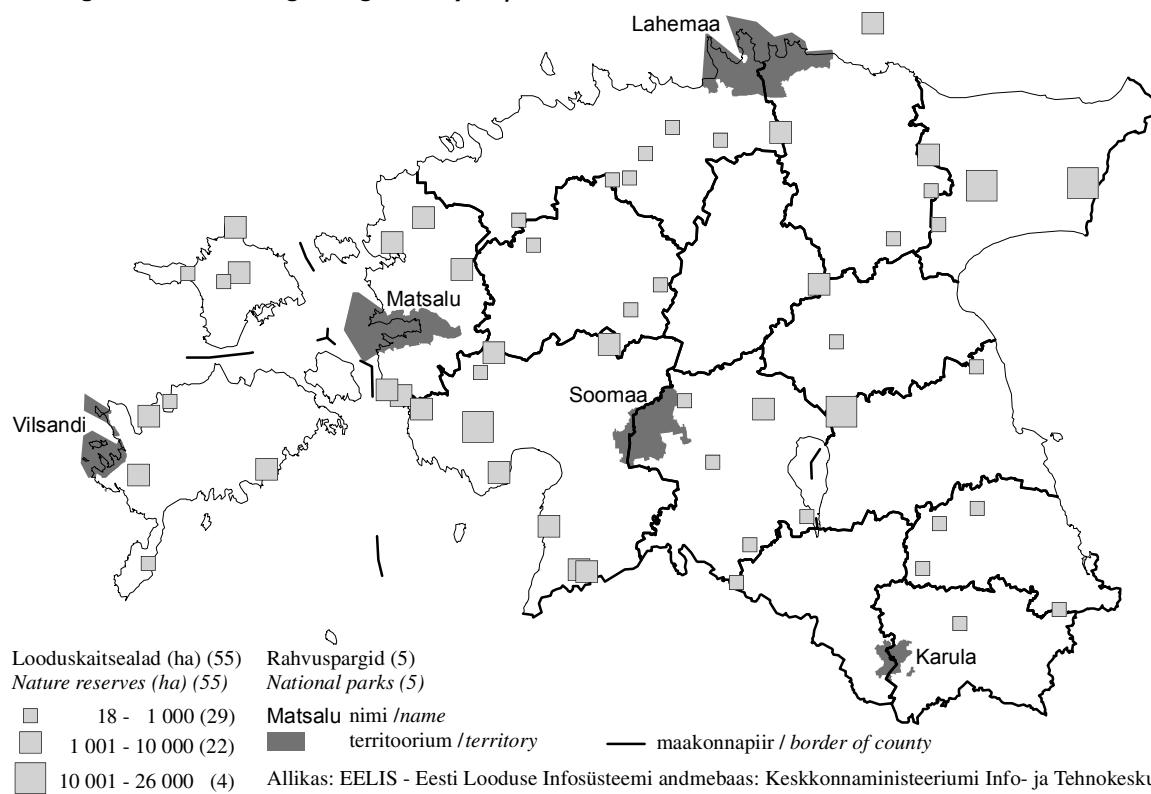 Lahemaa
Matsalu
Soomaa
Vilsandi
Karula
Looduskaitsealad (ha) (55)
Nature reserves (ha) (55)
18 - 1 000 (29)
1 001 - 10 000 (22)
10 001 - 26 000 (4)
Rahvuspargid (5)
National parks (5)
Matsalu nimi /name
territoorium /territory
maakonnapiir / border of county
Allikas: EELIS - Eesti Looduse Infosüsteemi andmebaas: Keskkonnaministeeriumi Info- ja Tehnokesku